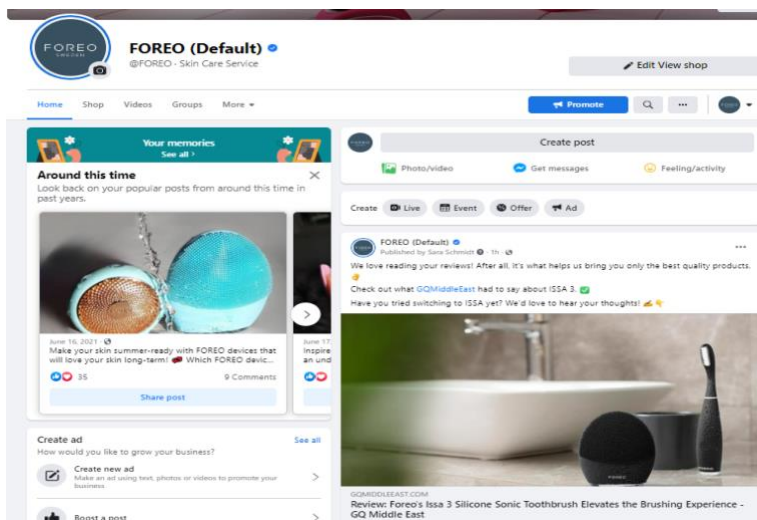 FOREO
SWEDEN
FOREO (Default)
@FOREO · Skin Care Service
Edit View shop
Home
Shop
Videos
Groups
More
Promote
Your memories
See all
Around this time
Look back on your popular posts from around this time in
past years.
June 16, 2021 ·
Make your skin summer-ready with FOREO devices that
will love your skin long-term! Which FOREO devic...
35
9 Comments
Share post
June 17,
Inspire
an und
Create ad
See all
How would you like to grow your business?
Create new ad
Make an ad using text, photos or videos to promote your
business.
Boost a post
Create post
Photo/video
Get messages
Feeling/activity
Create
Live
Event
Offer
Ad
FOREO (Default)
Published by Sara Schmidt · 1h ·
We love reading your reviews! After all, it's what helps us bring you only the best quality products.
Check out what GQMiddleEast had to say about ISSA 3.
Have you tried switching to ISSA yet? We'd love to hear your thoughts!
FOREO
GQMIDDLEEAST.COM
Review: Foreo's Issa 3 Silicone Sonic Toothbrush Elevates the Brushing Experience -
GQ Middle East